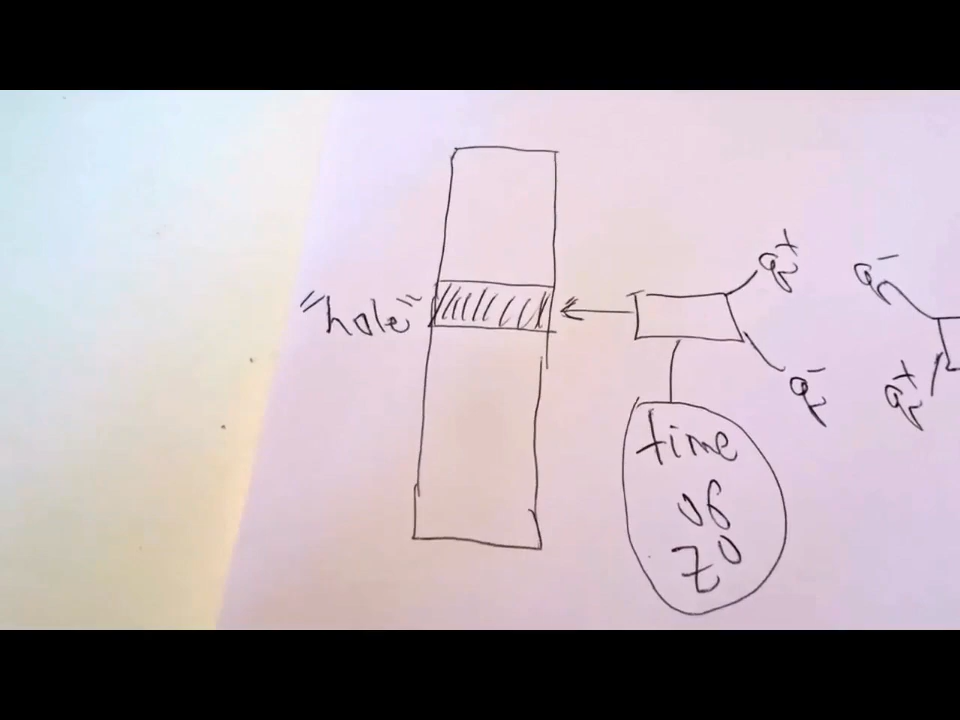 "hole"
q⁺
q⁻
q⁻
q⁺
time
of
Z⁰